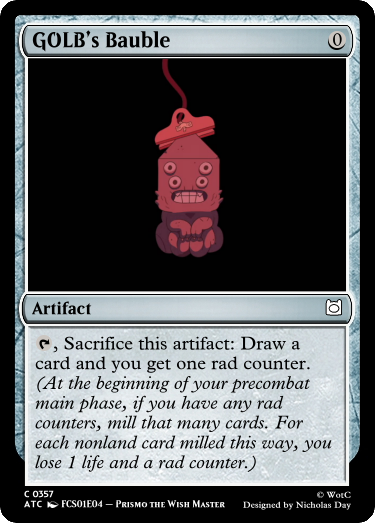 GOLB's Bauble 0
Artifact
, Sacrifice this artifact: Draw a
card and you get one rad counter.
(At the beginning of your precombat
main phase, if you have any rad
counters, mill that many cards. For
each nonland card milled this way, you
lose 1 life and a rad counter.)
C 0357
© WotC
ATC FCS01E04 – Prismo the Wish Master
Designed by Nicholas Day